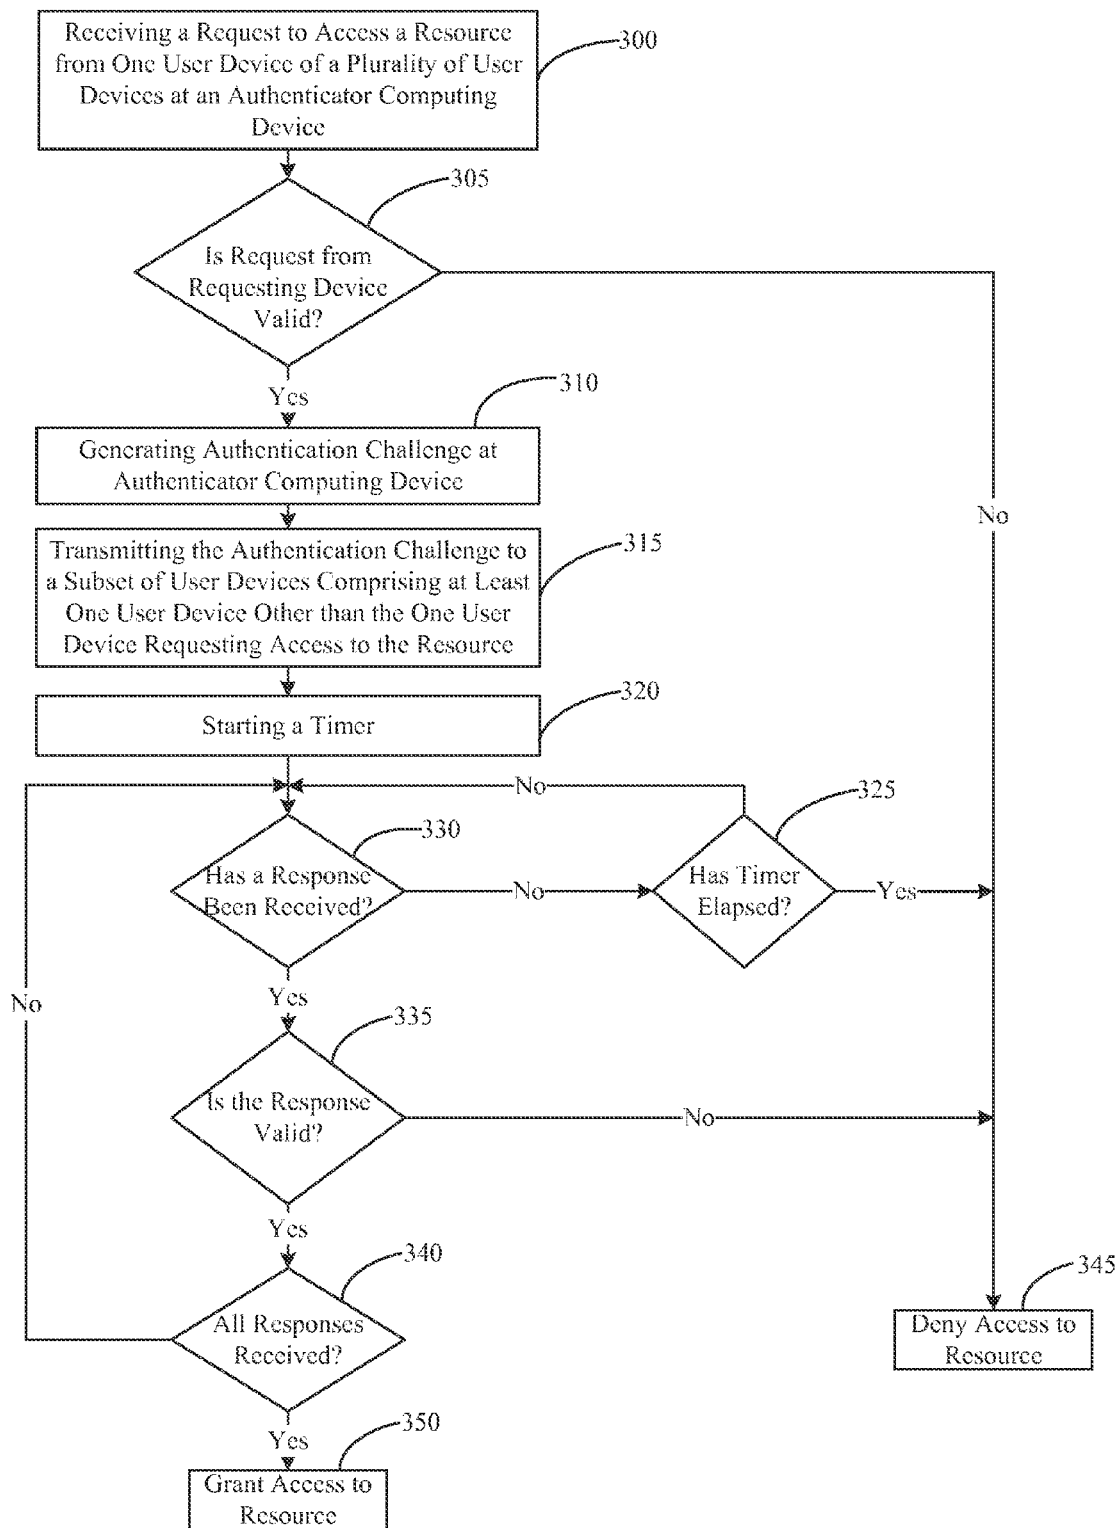 Receiving a Request to Access a Resource
from One User Device of a Plurality of User
Devices at an Authenticator Computing
Device
300
305
Is Request from
Requesting Device
Valid?
Yes
310
Generating Authentication Challenge at
Authenticator Computing Device
No
Transmitting the Authentication Challenge to
a Subset of User Devices Comprising at Least
One User Device Other than the One User
Device Requesting Access to the Resource
315
320
Starting a Timer
No
325
330
Has a Response
Been Received?
No
Has Timer
Elapsed?
Yes
Yes
No
335
Is the Response
Valid?
No
Yes
340
All Responses
Received?
345
Deny Access to
Resource
Yes
350
Grant Access to
Resource